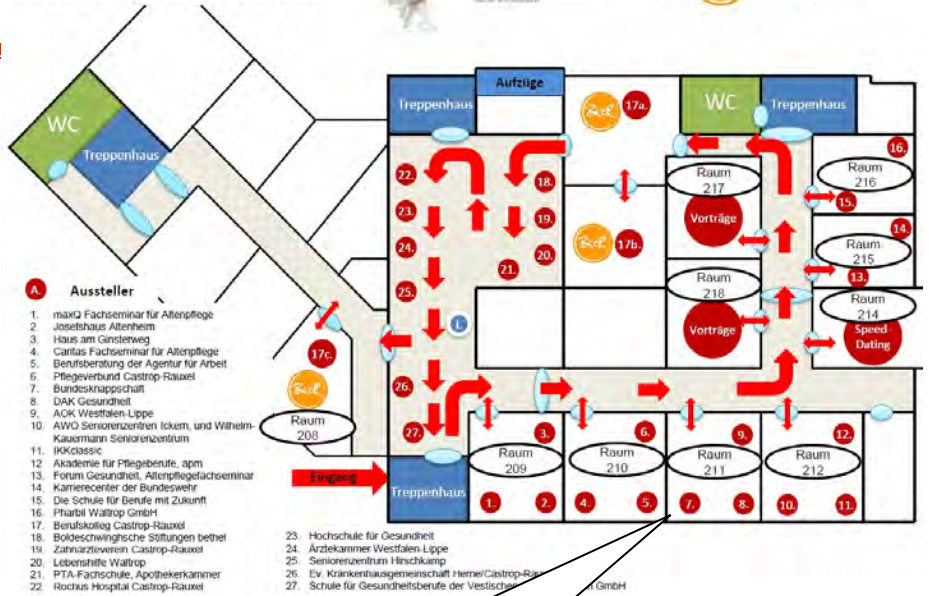 Aufzüge
Treppenhaus
17a.
WC
Treppenhaus
WC
Treppenhaus
16.
Raum
216
15.
Raum
217
Vorträge
22.
18.
23.
19.
24.
20.
21.
17b.
14.
Raum
215
13.
25.
Raum
218
Vorträge
Raum
214
Speed-
Dating
i.
17c.
26.
Raum
208
27.
Eingang
Treppenhaus
3.
Raum
209
1.
2.
6.
Raum
210
4.
5.
9.
Raum
211
7.
8.
12.
Raum
212
10.
11.
A. Aussteller
1. maxQ Fachseminar für Altenpflege
2 Josefshaus Altenheim
3. Haus am Ginsterweg
4. Caritas Fachseminar für Altenpflege
5. Berufsberatung der Agentur für Arbeit
6. Pflegeverbund Castrop-Rauxel
7. Bundesknappschaft
8. DAK Gesundheit
9. AOK Westfalen-Lippe
10. AWO Seniorenzentren Ickern, und Wilhelm-
Kauermann Seniorenzentrum
11. IKKclassic
12 Akademie für Pflegeberufe, apm
13. Forum Gesundheit, Altenpflegefachseminar
14. Karrierecenter der Bundeswehr
15. Die Schule für Berufe mit Zukunft
16. Pharbil Waltrop GmbH
17. Berufskolleg Castrop-Rauxel
18. Boldeschwinghsche Stiftungen bethel
19. Zahnarzteverein Castrop-Rauxel
20. Lebenshilfe Waltrop
21. PTA-Fachschule, Apothekerkammer
22 Rochus Hospital Castrop-Rauxel
23. Hochschule für Gesundheit
24. Ärztekammer Westfalen-Lippe
25. Seniorenzentrum Hirschkamp
26. Ev. Krankenhausgemeinschaft Herne/Castrop-
27. Schule für Gesundheitsberufe der Vestischen GmbH